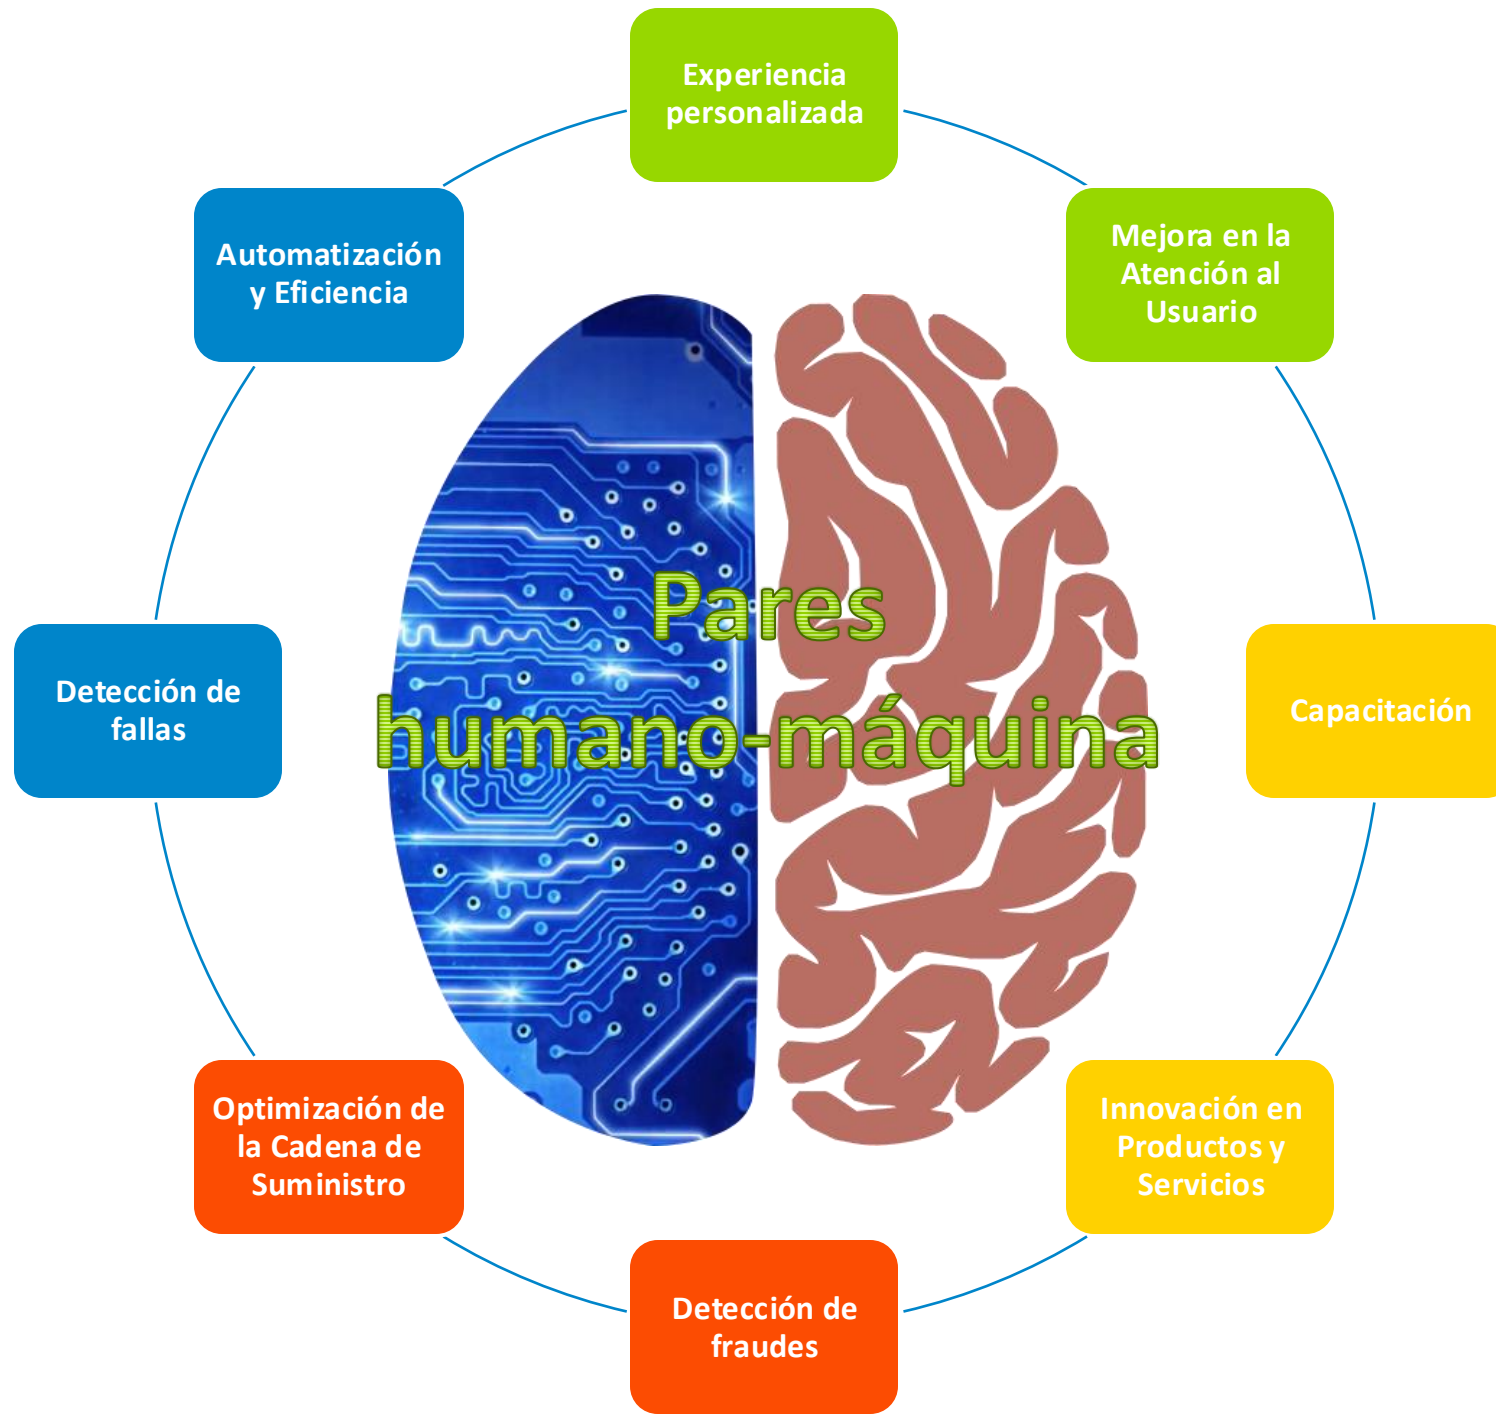 Experiencia
personalizada
Mejora en la
Atención al
Usuario
Capacitación
Innovación en
Productos y
Servicios
Detección de
fraudes
Optimización de
la Cadena de
Suministro
Detección de
fallas
Automatización
y Eficiencia
Pares
humano-máquina